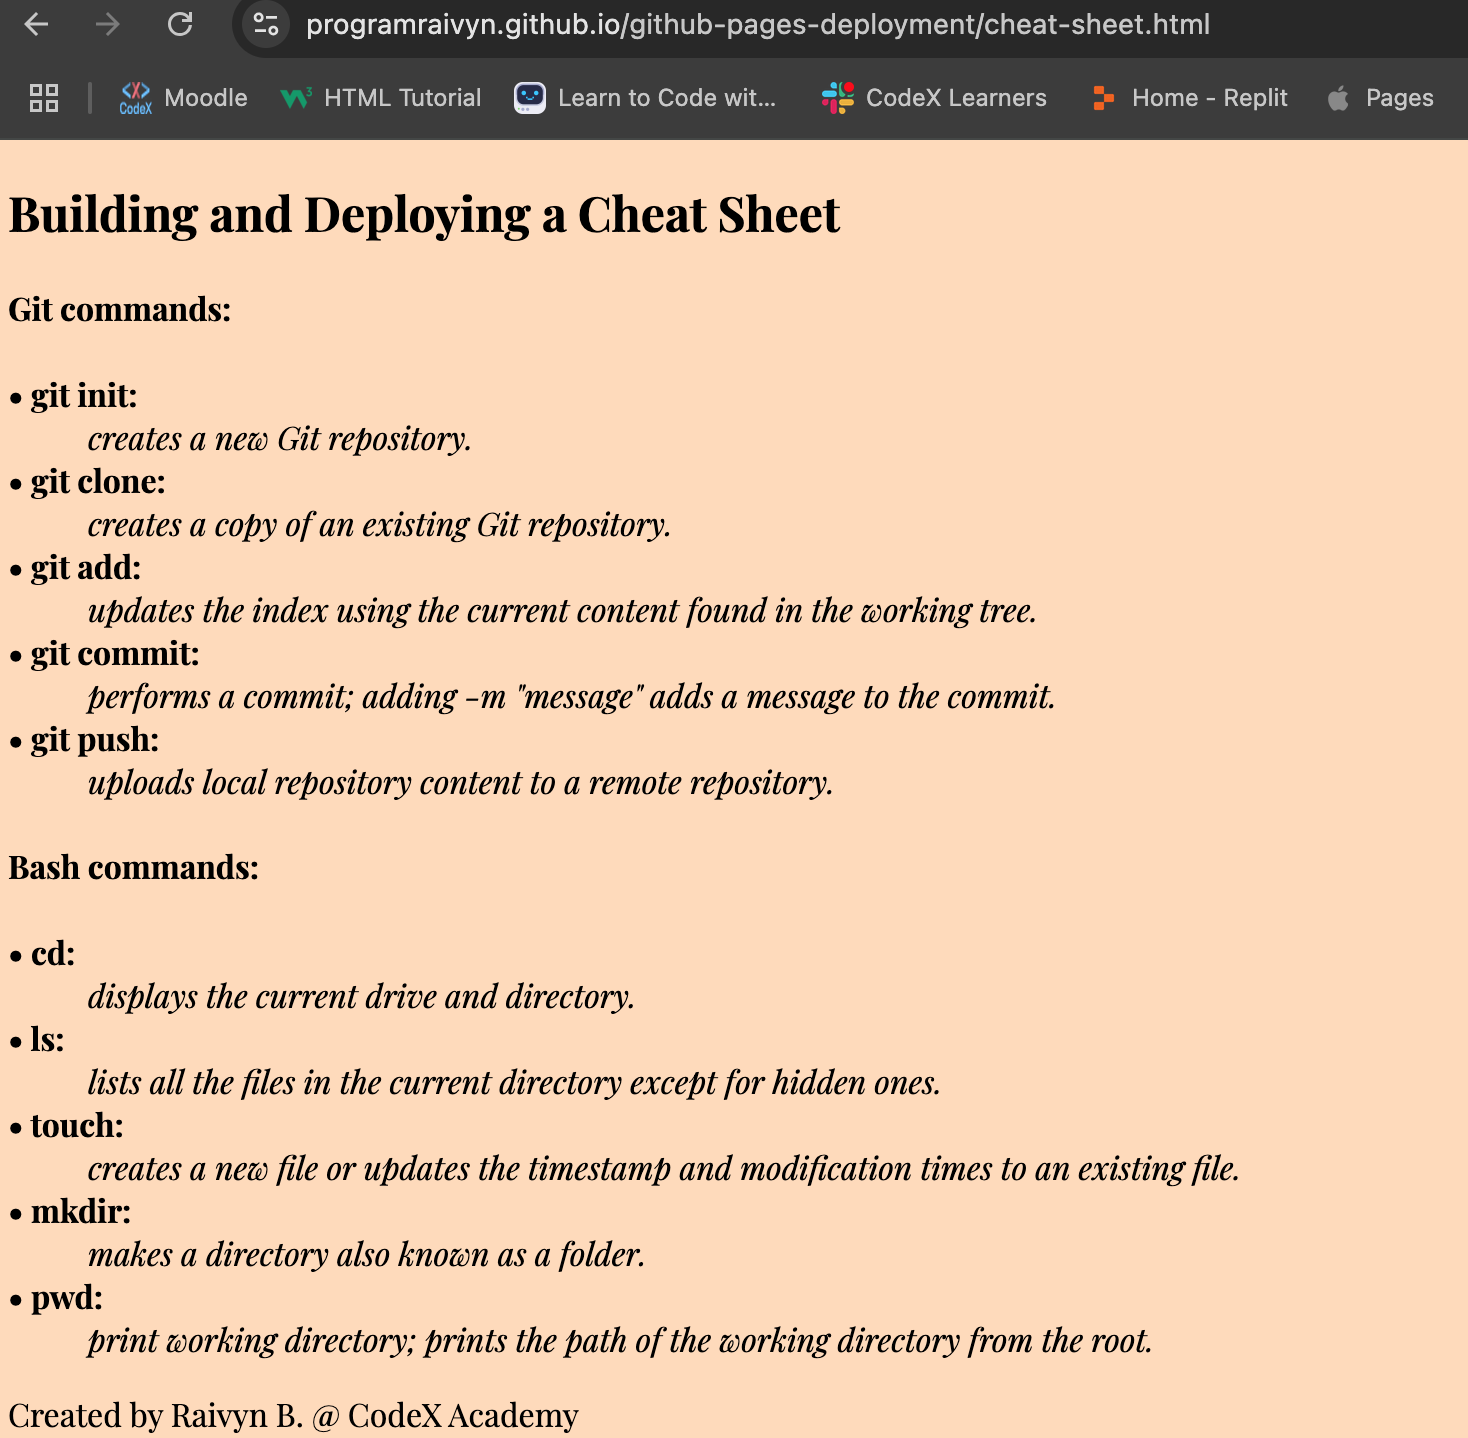 programraivyn.github.io/github-pages-deployment/cheat-sheet.html
CodeX Moodle HTML Tutorial Learn to Code wit... CodeX Learners Home - Replit Pages
Building and Deploying a Cheat Sheet
Git commands:
• git init:
creates a new Git repository.
• git clone:
creates a copy of an existing Git repository.
• git add:
updates the index using the current content found in the working tree.
• git commit:
performs a commit; adding -m "message" adds a message to the commit.
• git push:
uploads local repository content to a remote repository.
Bash commands:
• cd:
displays the current drive and directory.
• ls:
lists all the files in the current directory except for hidden ones.
• touch:
creates a new file or updates the timestamp and modification times to an existing file.
• mkdir:
makes a directory also known as a folder.
• pwd:
print working directory; prints the path of the working directory from the root.
Created by Raivyn B. @ CodeX Academy